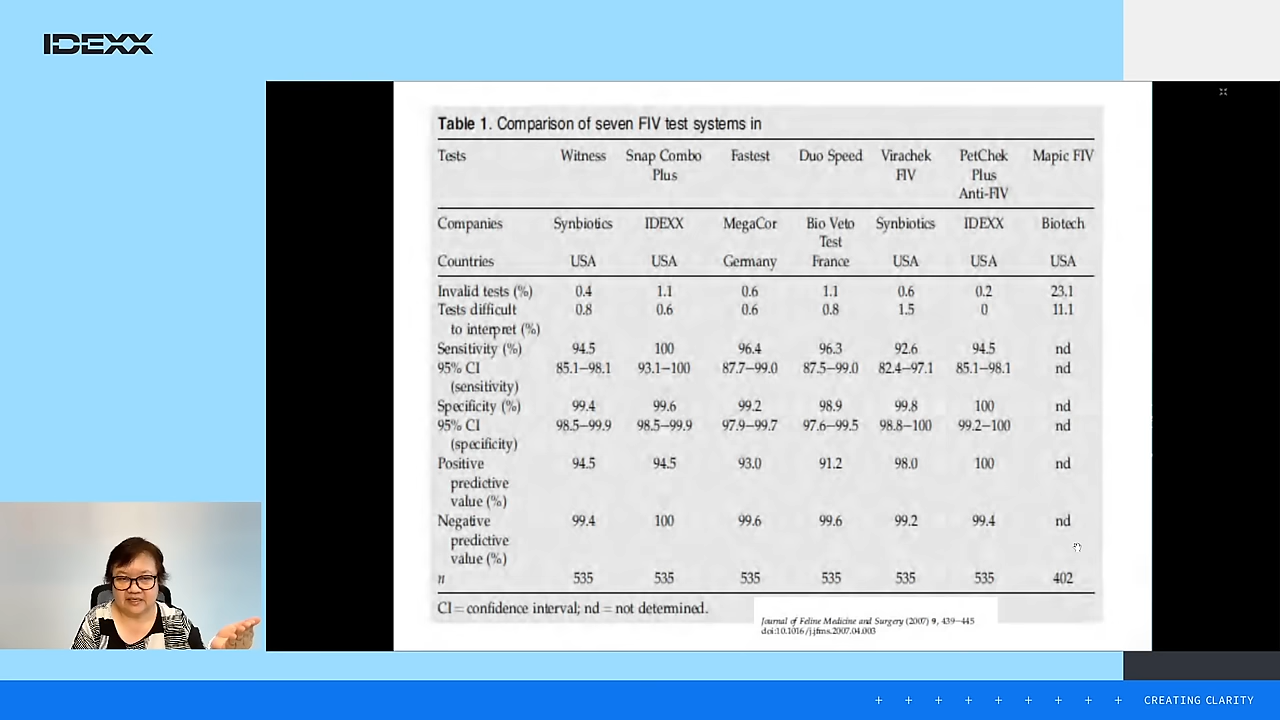 IDEXX
Table 1. Comparison of seven FIV test systems in
Tests Witness Snap Combo Plus Fastest Duo Speed Virachek FIV PetChek Plus Anti-FIV Mapic FIV
Companies Synbiotics IDEXX MegaCor Bio Veto Test Synbiotics IDEXX Biotech
Countries USA USA Germany France USA USA USA
Invalid tests (%) 0.4 1.1 0.6 1.1 0.6 0.2 23.1
Tests difficult to interpret (%) 0.8 0.6 0.6 0.8 1.5 0 11.1
Sensitivity (%) 94.5 100 96.4 96.3 92.6 94.5 nd
95% CI (sensitivity) 85.1–98.1 93.1–100 87.7–99.0 87.5–99.0 82.4–97.1 85.1–98.1 nd
Specificity (%) 99.4 99.6 99.2 98.9 99.8 100 nd
95% CI (specificity) 98.5–99.9 98.5–99.9 97.9–99.7 97.6–99.5 98.8–100 99.2–100 nd
Positive predictive value (%) 94.5 94.5 93.0 91.2 98.0 100 nd
Negative predictive value (%) 99.4 100 99.6 99.6 99.2 99.4 nd
n 535 535 535 535 535 535 402
CI = confidence interval; nd = not determined.
Journal of Feline Medicine and Surgery (2007) 9, 439–445
doi:10.1016/j.jfms.2007.04.003
CREATING CLARITY